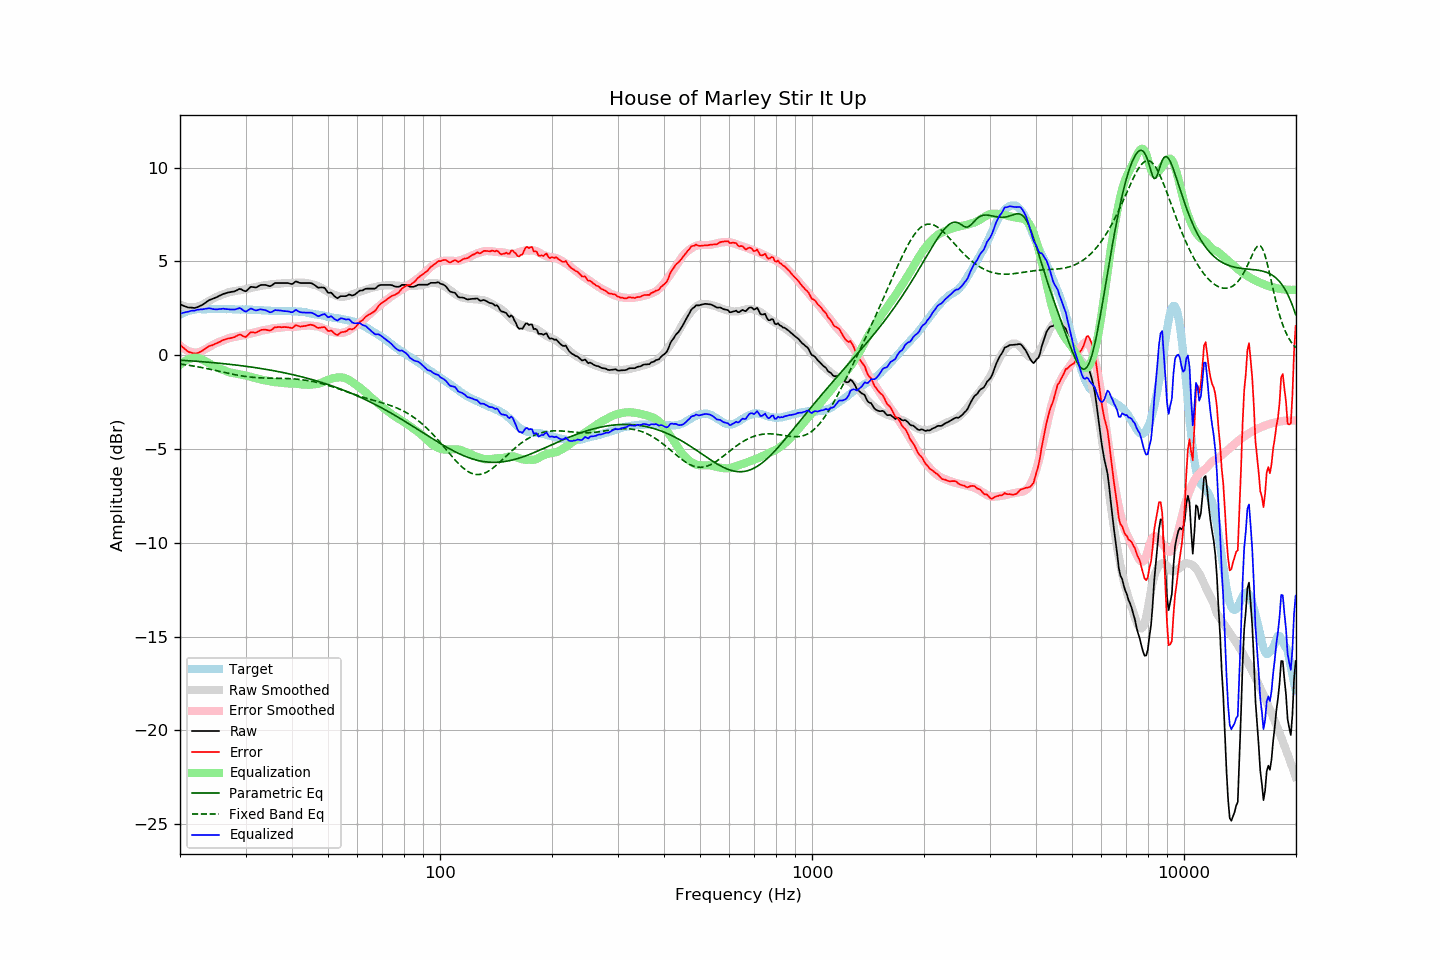 House of Marley Stir It Up
Amplitude (dBr)
10
5
0
−5
−10
−15
−20
−25
Target
Raw Smoothed
Error Smoothed
Raw
Error
Equalization
Parametric Eq
Fixed Band Eq
Equalized
100 1000 10000
Frequency (Hz)